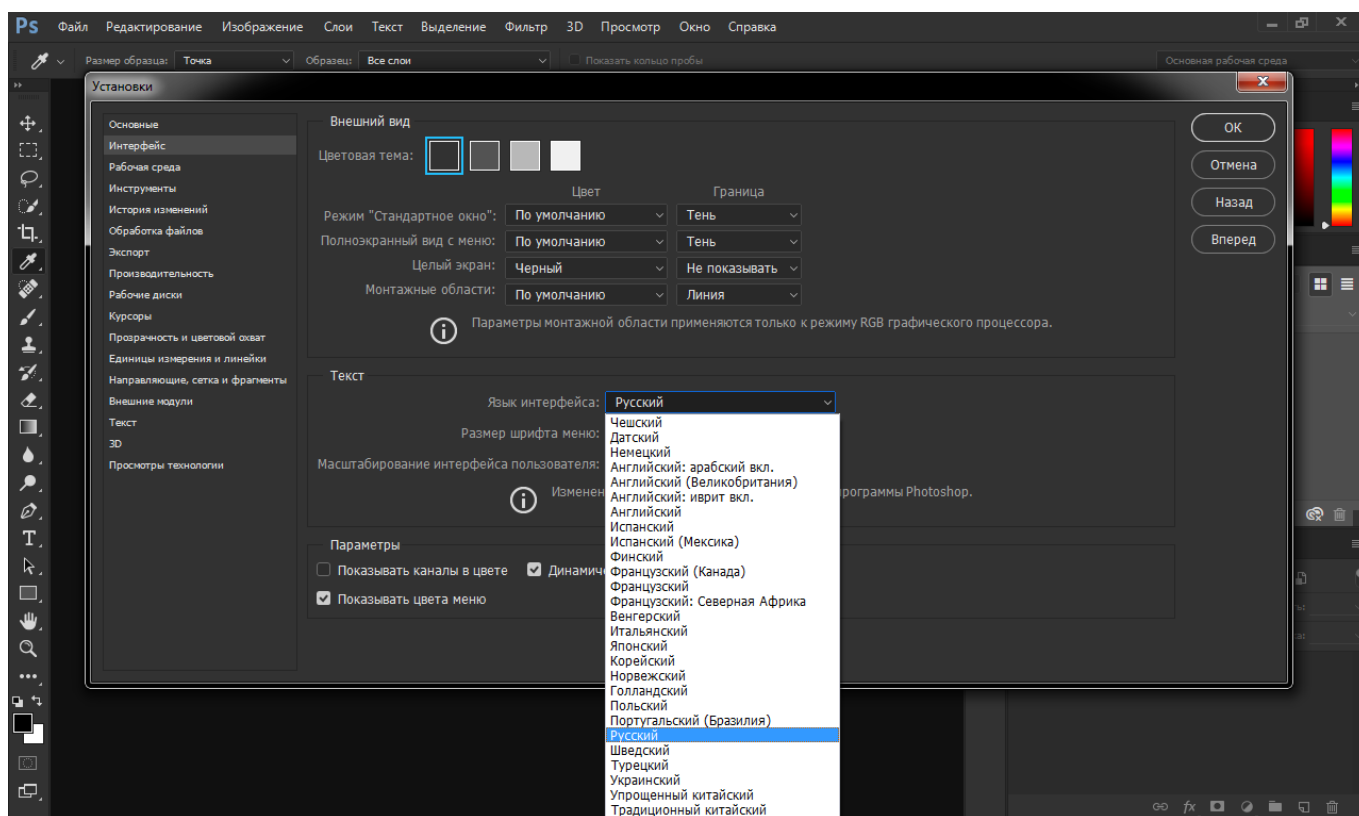 Ps Файл Редактирование Изображение Слои Текст Выделение Фильтр 3D Просмотр Окно Справка
Размер образца: Точка Образец: Все слои Показать кольцо пробы Основная рабочая среда
Установки
Основные
Интерфейс
Рабочая среда
Инструменты
История изменений
Обработка файлов
Экспорт
Производительность
Рабочие диски
Курсоры
Прозрачность и цветовой охват
Единицы измерения и линейки
Направляющие, сетка и фрагменты
Внешние модули
Текст
3D
Просмотры технологии
Внешний вид
Цветовая тема:
Цвет Граница
Режим "Стандартное окно": По умолчанию Тень
Полноэкранный вид с меню: По умолчанию Тень
Целый экран: Черный Не показывать
Монтажные области: По умолчанию Линия
Параметры монтажной области применяются только к режиму RGB графического процессора.
Текст
Язык интерфейса: Русский
Размер шрифта меню:
Масштабирование интерфейса пользователя:
Изменен программы Photoshop.
Чешский
Датский
Немецкий
Английский: арабский вкл.
Английский (Великобритания)
Английский: иврит вкл.
Английский
Испанский
Испанский (Мексика)
Финский
Французский (Канада)
Французский
Французский: Северная Африка
Венгерский
Итальянский
Японский
Корейский
Норвежский
Голландский
Польский
Португальский (Бразилия)
Русский
Шведский
Турецкий
Украинский
Упрощенный китайский
Традиционный китайский
Параметры
Показывать каналы в цвете Динамич
Показывать цвета меню
OK
Отмена
Назад
Вперед
fx